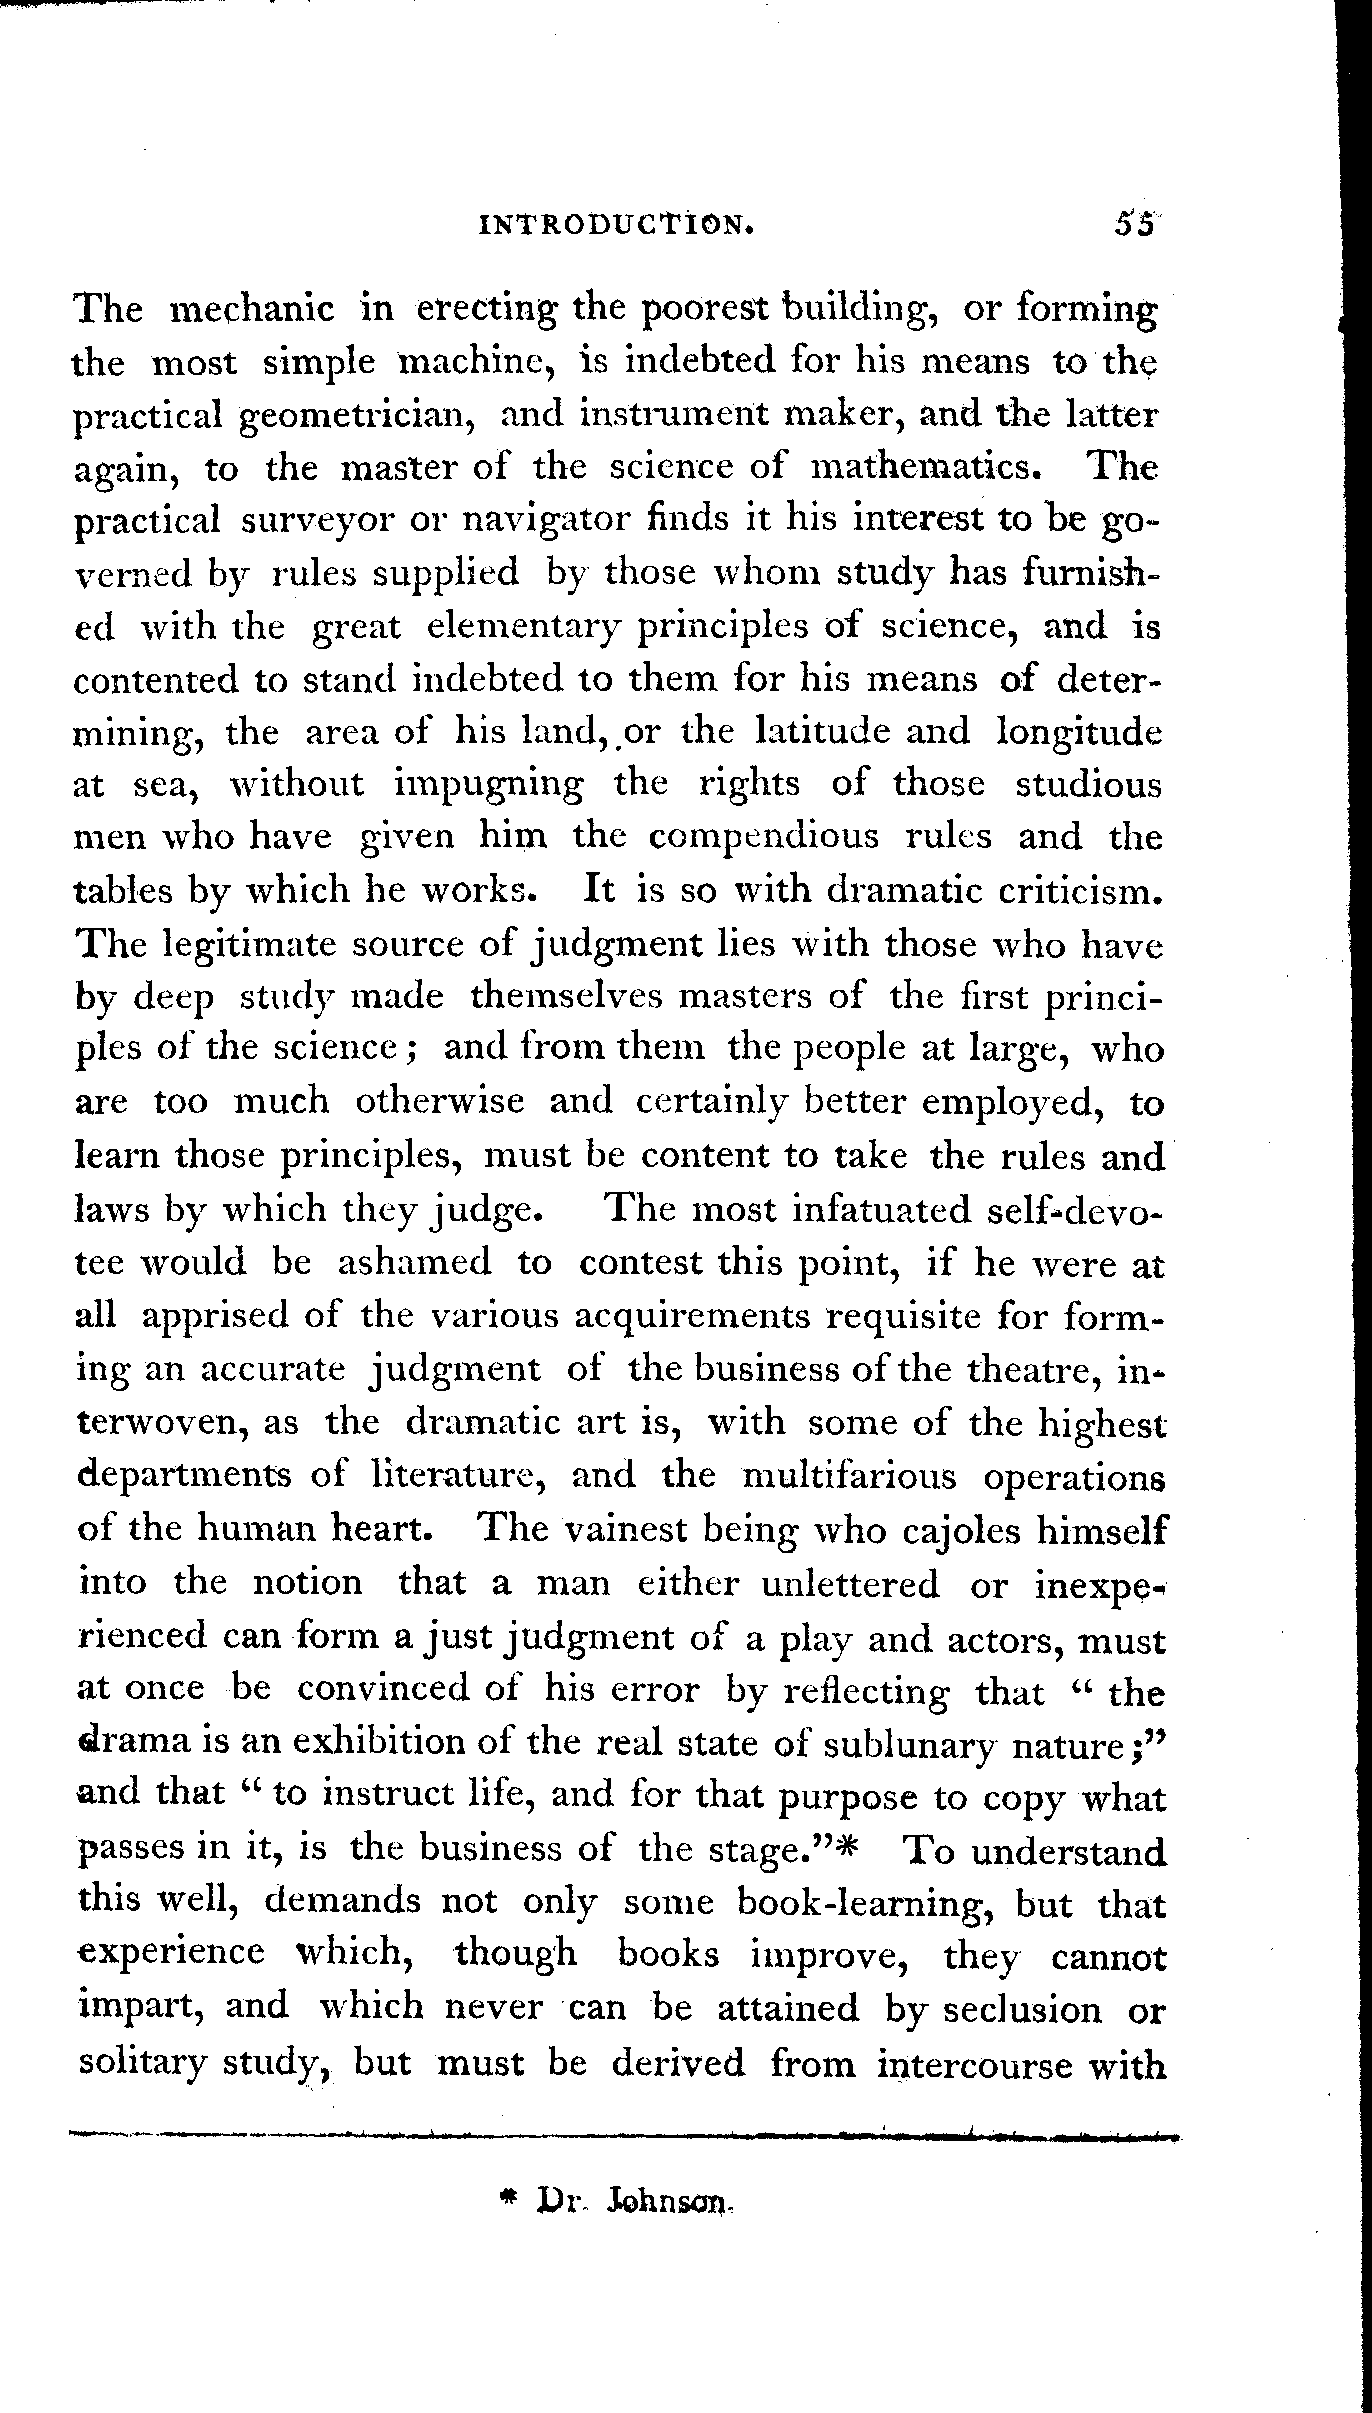 INTRODUCTION. 55
The mechanic in erecting the poorest building, or forming
the most simple machine, is indebted for his means to the
practical geometrician, and instrument maker, and the latter
again, to the master of the science of mathematics. The
practical surveyor or navigator finds it his interest to be go-
verned by rules supplied by those whom study has furnish-
ed with the great elementary principles of science, and is
contented to stand indebted to them for his means of deter-
mining, the area of his land, or the latitude and longitude
at sea, without impugning the rights of those studious
men who have given him the compendious rules and the
tables by which he works. It is so with dramatic criticism.
The legitimate source of judgment lies with those who have
by deep study made themselves masters of the first princi-
ples of the science; and from them the people at large, who
are too much otherwise and certainly better employed, to
learn those principles, must be content to take the rules and
laws by which they judge. The most infatuated self-devo-
tee would be ashamed to contest this point, if he were at
all apprised of the various acquirements requisite for form-
ing an accurate judgment of the business of the theatre, in-
terwoven, as the dramatic art is, with some of the highest
departments of literature, and the multifarious operations
of the human heart. The vainest being who cajoles himself
into the notion that a man either unlettered or inexpe-
rienced can form a just judgment of a play and actors, must
at once be convinced of his error by reflecting that “ the
drama is an exhibition of the real state of sublunary nature;”
and that “ to instruct life, and for that purpose to copy what
passes in it, is the business of the stage.”* To understand
this well, demands not only some book-learning, but that
experience which, though books improve, they cannot
impart, and which never can be attained by seclusion or
solitary study, but must be derived from intercourse with
* Dr. Johnson.